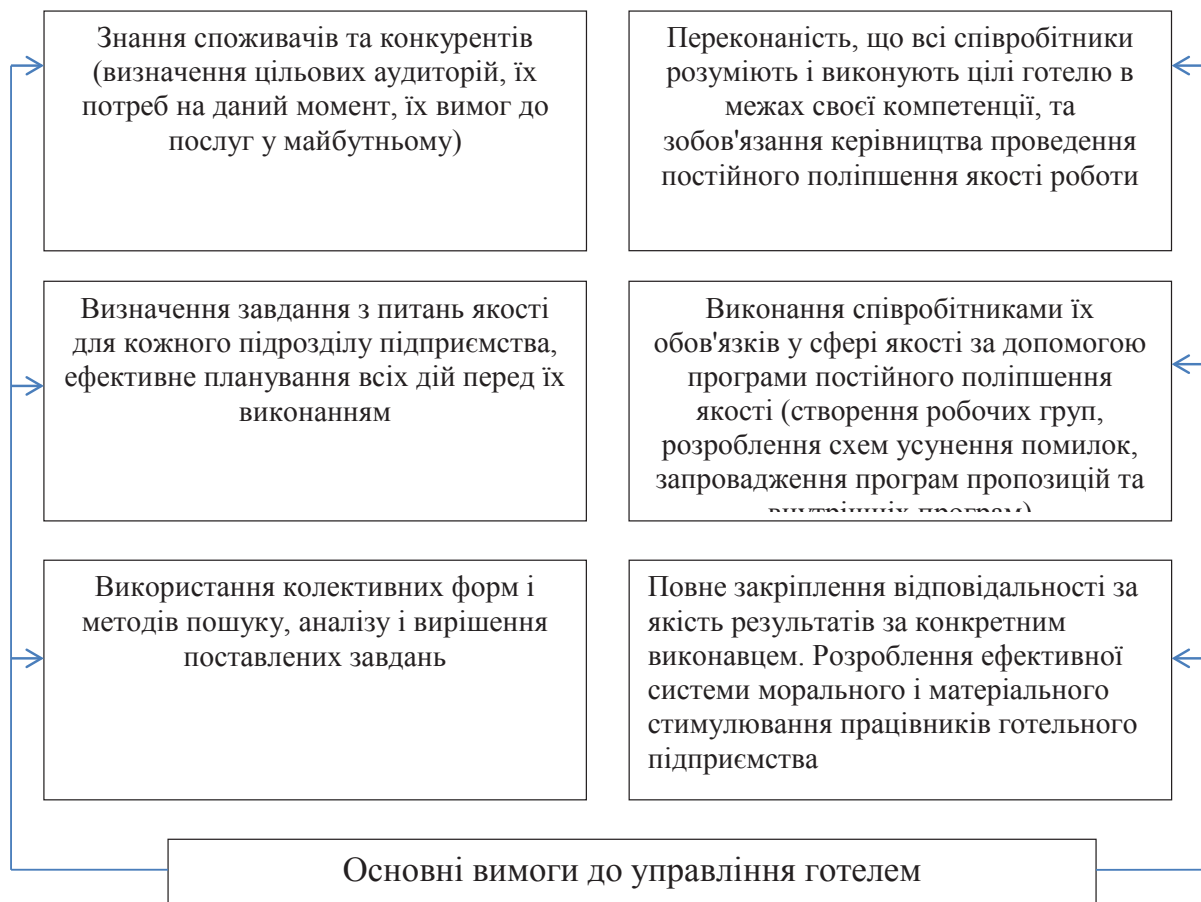 Знання споживачів та конкурентів
(визначення цільових аудиторій, їх
потреб на даний момент, їх вимог до
послуг у майбутньому)
Переконаність, що всі співробітники
розуміють і виконують цілі готелю в
межах своєї компетенції, та
зобов'язання керівництва проведення
постійного поліпшення якості роботи
Визначення завдання з питань якості
для кожного підрозділу підприємства,
ефективне планування всіх дій перед їх
виконанням
Виконання співробітниками їх
обов'язків у сфері якості за допомогою
програми постійного поліпшення
якості (створення робочих груп,
розроблення схем усунення помилок,
запровадження програм пропозицій та
внутрішніх програм)
Використання колективних форм і
методів пошуку, аналізу і вирішення
поставлених завдань
Повне закріплення відповідальності за
якість результатів за конкретним
виконавцем. Розроблення ефективної
системи морального і матеріального
стимулювання працівників готельного
підприємства
Основні вимоги до управління готелем